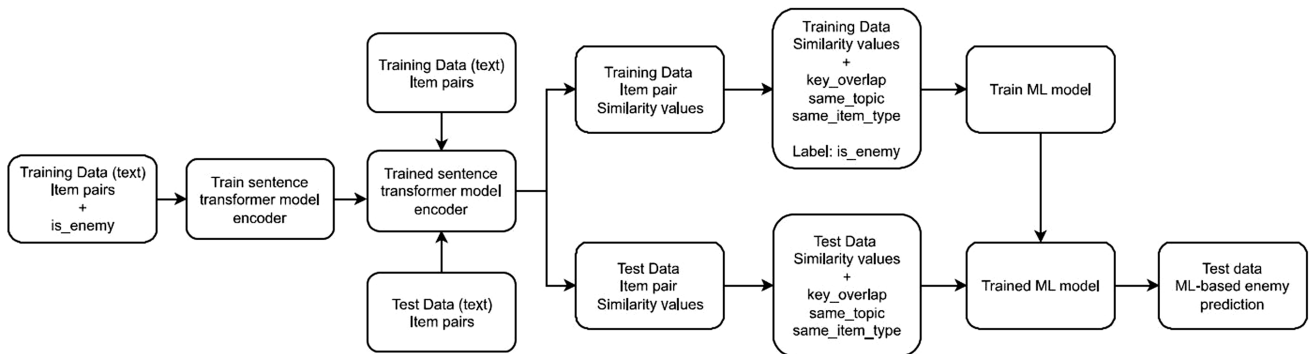 Training Data (text)
Item pairs
+
is_enemy
Train sentence
transformer model
encoder
Training Data (text)
Item pairs
Trained sentence
transformer model
encoder
Test Data (text)
Item pairs
Training Data
Item pair
Similarity values
Training Data
Similarity values
+
key_overlap
same_topic
same_item_type
Label: is_enemy
Train ML model
Test Data
Item pair
Similarity values
Test Data
Similarity values
+
key_overlap
same_topic
same_item_type
Trained ML model
Test data
ML-based enemy
prediction